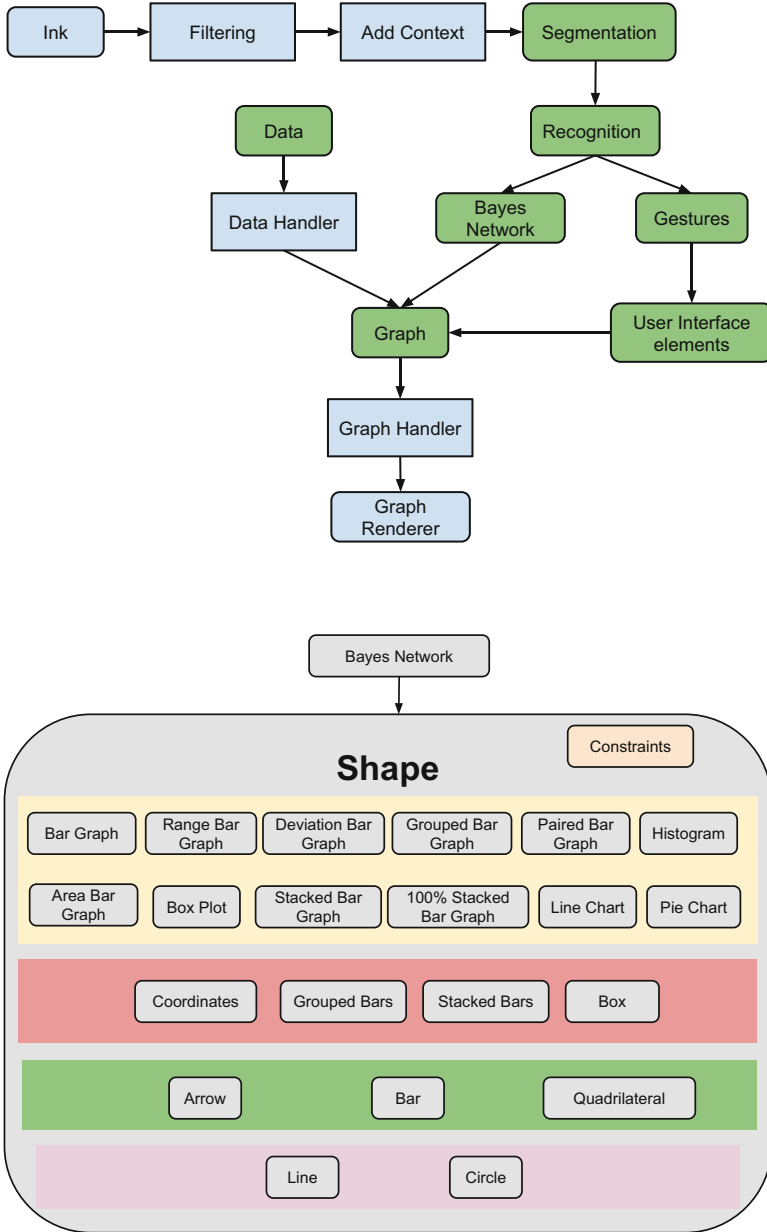 Ink
Filtering
Add Context
Segmentation
Data
Recognition
Data Handler
Bayes
Network
Gestures
Graph
User Interface
elements
Graph Handler
Graph
Renderer
Bayes Network
Constraints
Shape
Bar Graph
Range Bar
Graph
Deviation Bar
Graph
Grouped Bar
Graph
Paired Bar
Graph
Histogram
Area Bar
Graph
Box Plot
Stacked Bar
Graph
100% Stacked
Bar Graph
Line Chart
Pie Chart
Coordinates
Grouped Bars
Stacked Bars
Box
Arrow
Bar
Quadrilateral
Line
Circle